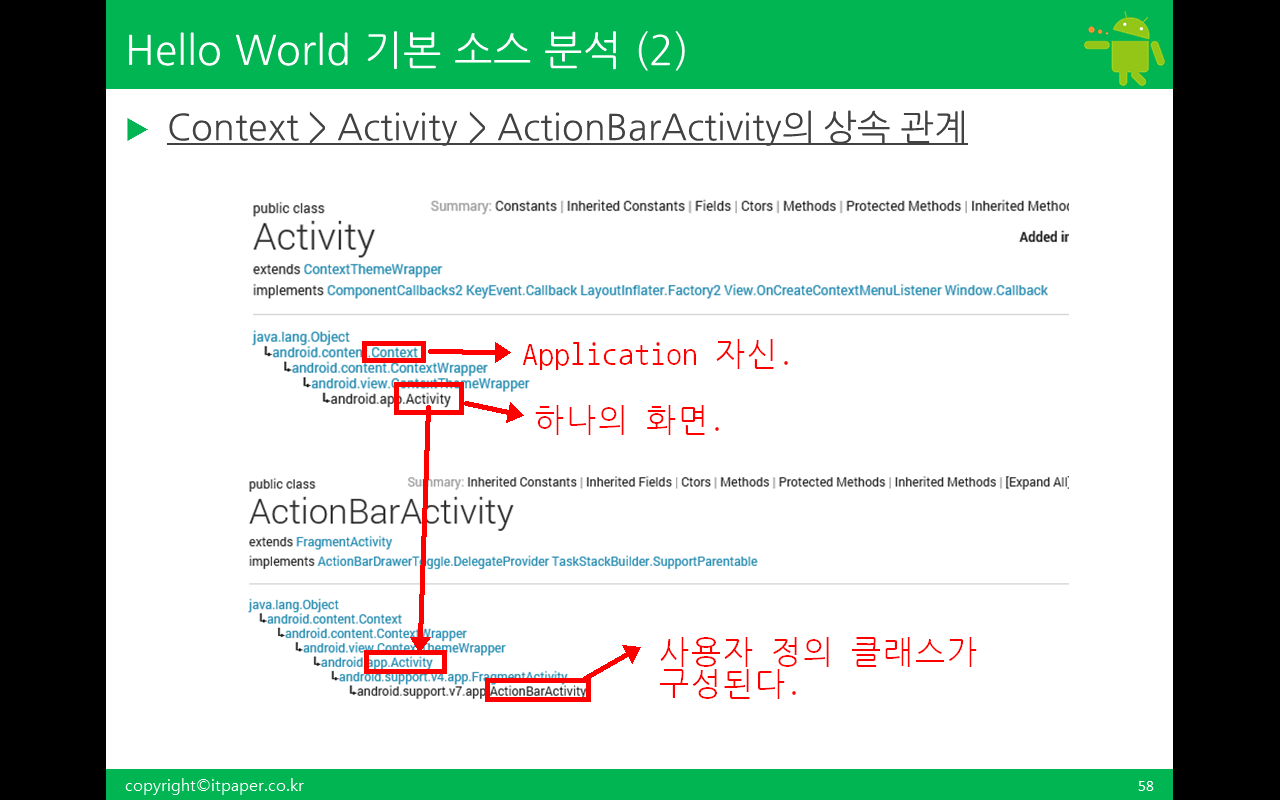 Hello World 기본 소스 분석 (2)
Context > Activity > ActionBarActivity의 상속 관계
public class
Summary: Constants | Inherited Constants | Fields | Ctors | Methods | Protected Methods | Inherited Metho
Activity
Added in
extends ContextThemeWrapper
implements ComponentCallbacks2 KeyEvent.Callback LayoutInflater.Factory2 View.OnCreateContextMenuListener Window.Callback
java.lang.Object
↳android.content.Context
Application 자신.
↳android.content.ContextWrapper
↳android.view.ContextThemeWrapper
↳android.app.Activity
하나의 화면.
public class
Summary: Inherited Constants | Inherited Fields | Ctors | Methods | Protected Methods | Inherited Methods | [Expand All]
ActionBarActivity
extends FragmentActivity
implements ActionBarDrawerToggle.DelegateProvider TaskStackBuilder.SupportParentable
java.lang.Object
↳android.content.Context
↳android.content.ContextWrapper
↳android.view.ContextThemeWrapper
↳android.app.Activity
↳android.support.v4.app.FragmentActivity
↳android.support.v7.app.ActionBarActivity
사용자 정의 클래스가
구성된다.
copyright©itpaper.co.kr
58